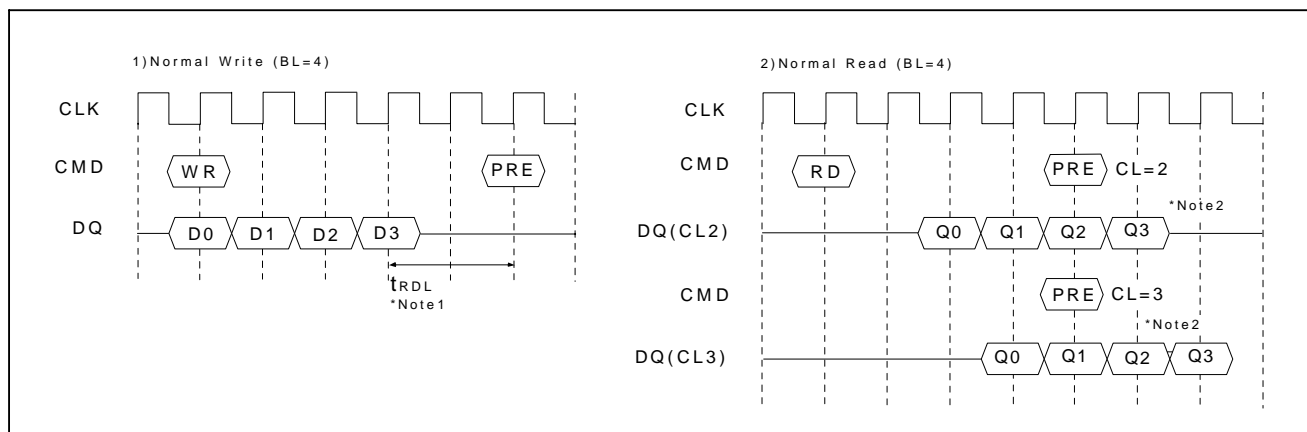 1)Normal Write (BL=4)
CLK
CMD WR PRE
DQ D0 D1 D2 D3
tRDL
*Note1
2)Normal Read (BL=4)
CLK
CMD RD PRE CL=2
*Note2
DQ(CL2) Q0 Q1 Q2 Q3
CMD PRE CL=3
*Note2
DQ(CL3) Q0 Q1 Q2 Q3